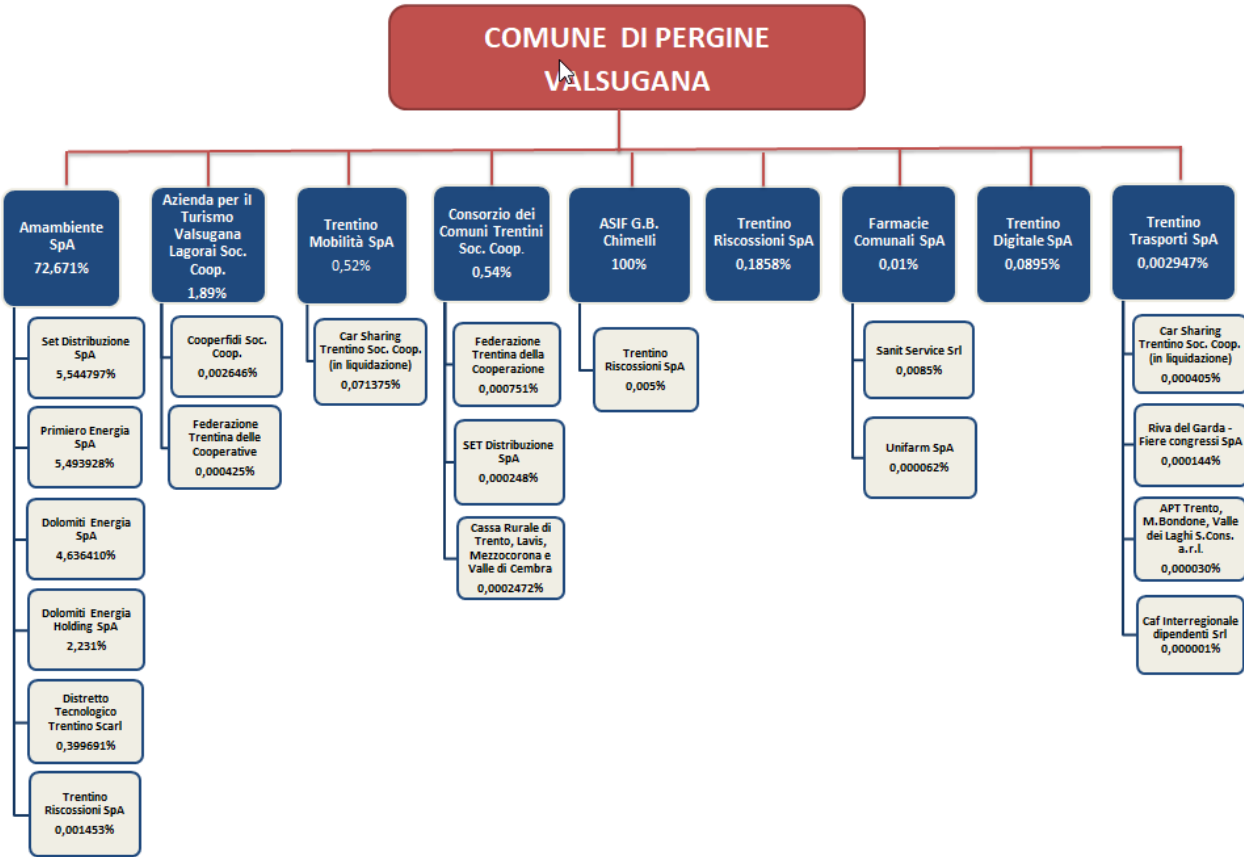 COMUNE DI PERGINE
VALSUGANA
Amambiente
SpA
72,671%
Set Distribuzione
SpA
5,544797%
Primiero Energia
SpA
5,493928%
Dolomiti Energia
SpA
4,636410%
Dolomiti Energia
Holding SpA
2,231%
Distretto
Tecnologico
Trentino Scarl
0,399691%
Trentino
Riscossioni SpA
0,001453%
Azienda per il
Turismo
Valsugana
Lagorai Soc.
Coop.
1,89%
Cooperfidi Soc.
Coop.
0,002646%
Federazione
Trentina delle
Cooperative
0,000425%
Trentino
Mobilità SpA
0,52%
Car Sharing
Trentino Soc. Coop.
(in liquidazione)
0,071375%
Consorzio dei
Comuni Trentini
Soc. Coop.
0,54%
Federazione
Trentina della
Cooperazione
0,000751%
SET Distribuzione
SpA
0,000248%
Cassa Rurale di
Trento, Lavis,
Mezzocorona e
Valle di Cembra
0,0002472%
ASIF G.B.
Chimelli
100%
Trentino
Riscossioni SpA
0,005%
Trentino
Riscossioni SpA
0,1858%
Farmacie
Comunali SpA
0,01%
Sanit Service Srl
0,0085%
Unifarm SpA
0,000062%
Trentino
Digitale SpA
0,0895%
Trentino
Trasporti SpA
0,002947%
Car Sharing
Trentino Soc. Coop.
(in liquidazione)
0,000405%
Riva del Garda -
Fiere congressi SpA
0,000144%
APT Trento,
M.Bondone, Valle
dei Laghi S.Cons.
a.r.l.
0,000030%
Caf Interregionale
dipendenti Srl
0,000001%